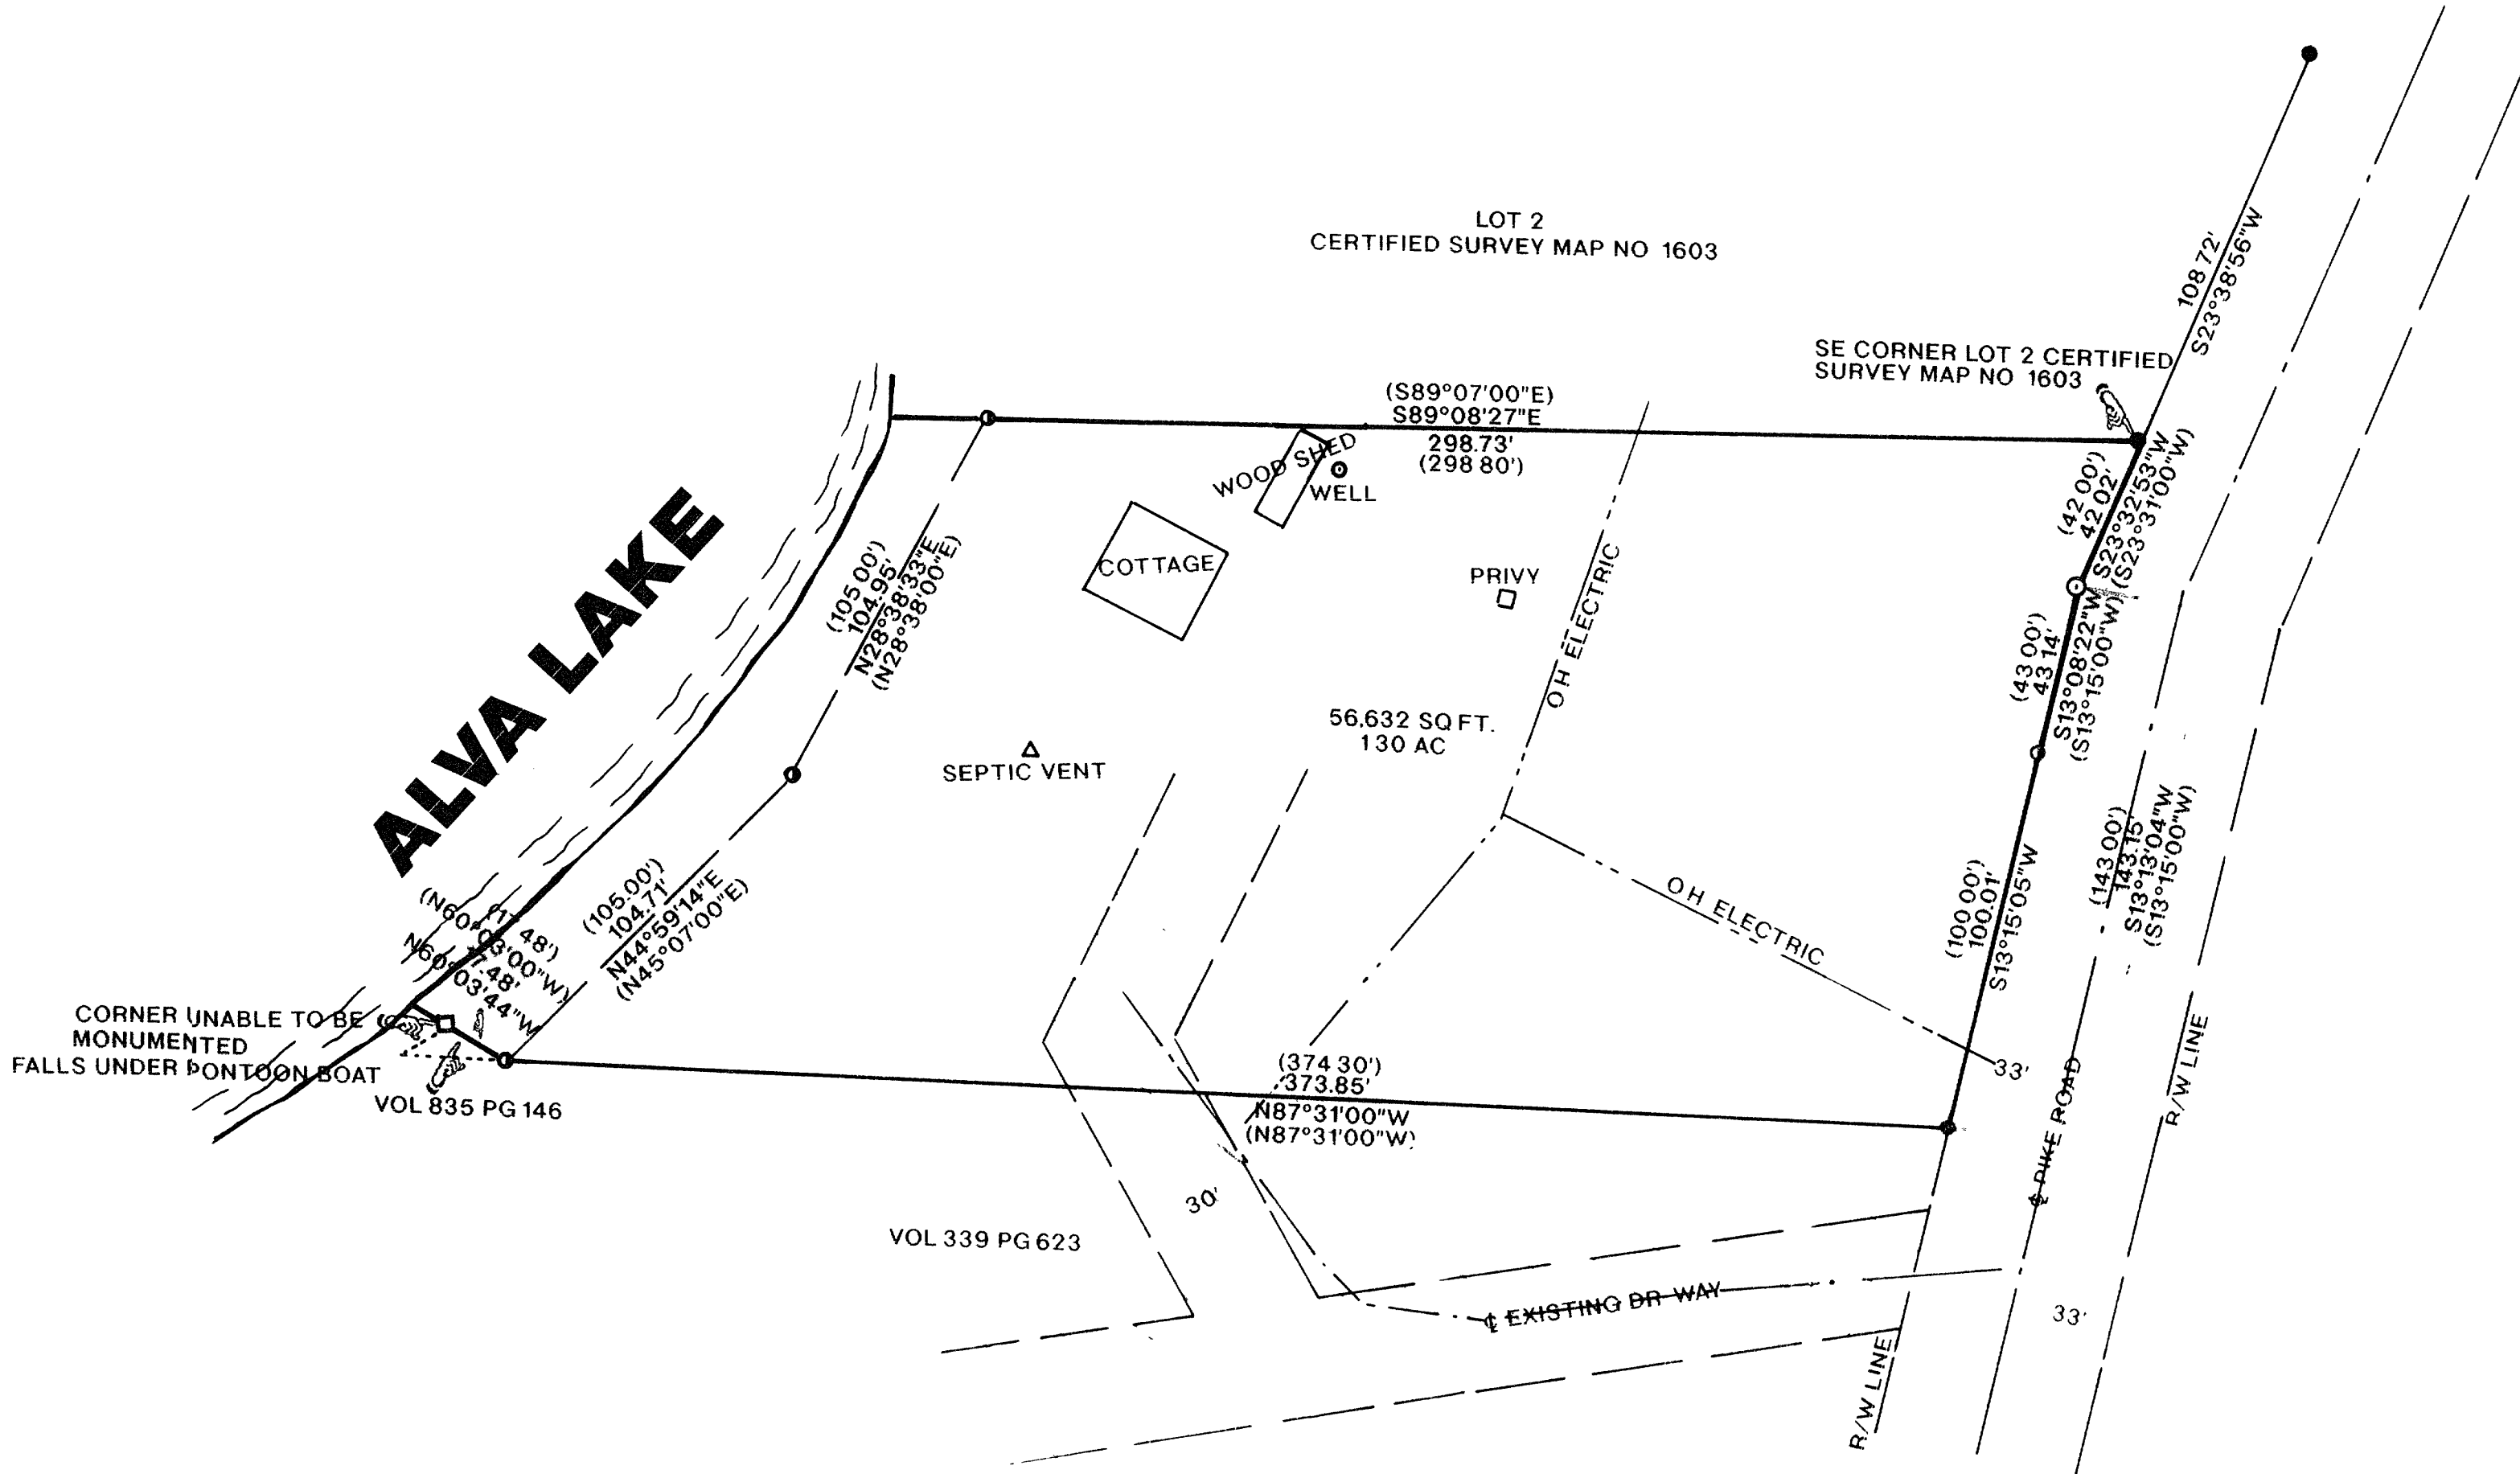 LOT 2
CERTIFIED SURVEY MAP NO 1603
108 72'
S23°38'56"W
SE CORNER LOT 2 CERTIFIED
SURVEY MAP NO 1603
(S89°07'00"E)
S89°08'27"E
298.73'
(298 80')
WOOD SHED
WELL
(42 00')
42 02'
S23°32'53"W
(S23°31'00"W)
ALVA LAKE
(105 00')
104.95'
N28°38'33"E
(N28°38'00"E)
COTTAGE
PRIVY
OH ELECTRIC
(43 00')
43 14'
S13°08'22"W
(S13°15'00"W)
56,632 SQ FT.
130 AC
SEPTIC VENT
(143 00')
143.15'
S13°13'04"W
(S13°15'00"W)
(105.00')
104.71'
N44°59'14"E
(N45°07'00"E)
OH ELECTRIC
(100 00')
100.01'
S13°15'05"W
(N60°03'00"W)
N60°03'44"W
CORNER UNABLE TO BE
MONUMENTED
FALLS UNDER PONTOON BOAT
VOL 835 PG 146
(374 30')
373.85'
N87°31'00"W
(N87°31'00"W)
33'
℄ PIKE ROAD
R/W LINE
30'
VOL 339 PG 623
℄ EXISTING DR WAY
33'
R/W LINE